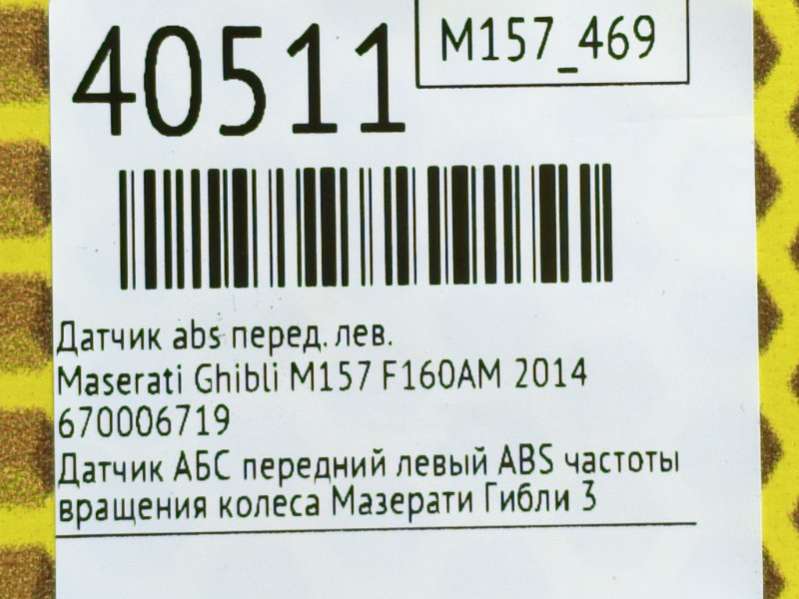 40511
M157_469
Датчик abs перед. лев.
Maserati Ghibli M157 F160AM 2014
670006719
Датчик АБС передний левый ABS частоты
вращения колеса Мазерати Гибли 3